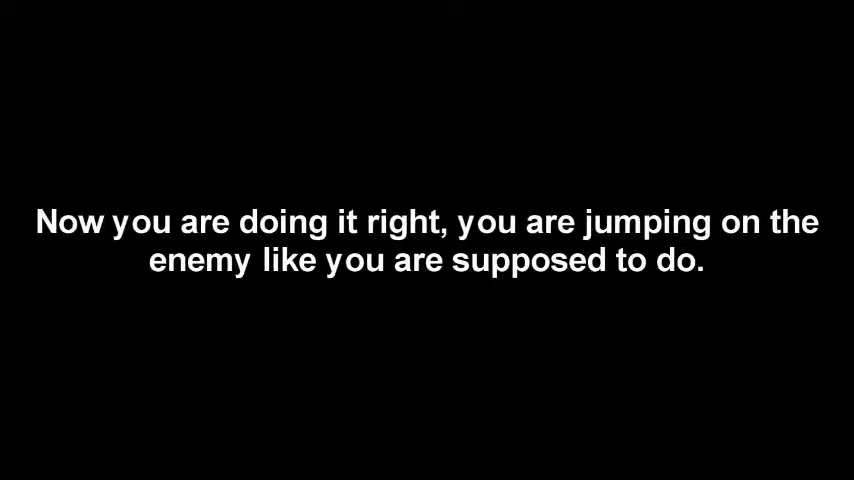 Now you are doing it right, you are jumping on the
enemy like you are supposed to do.